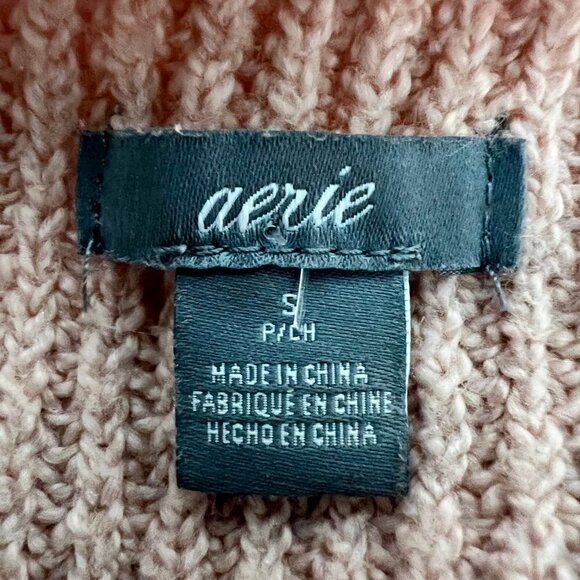 aerie
S
P/CH
MADE IN CHINA
FABRIQUÉ EN CHINE
HECHO EN CHINA